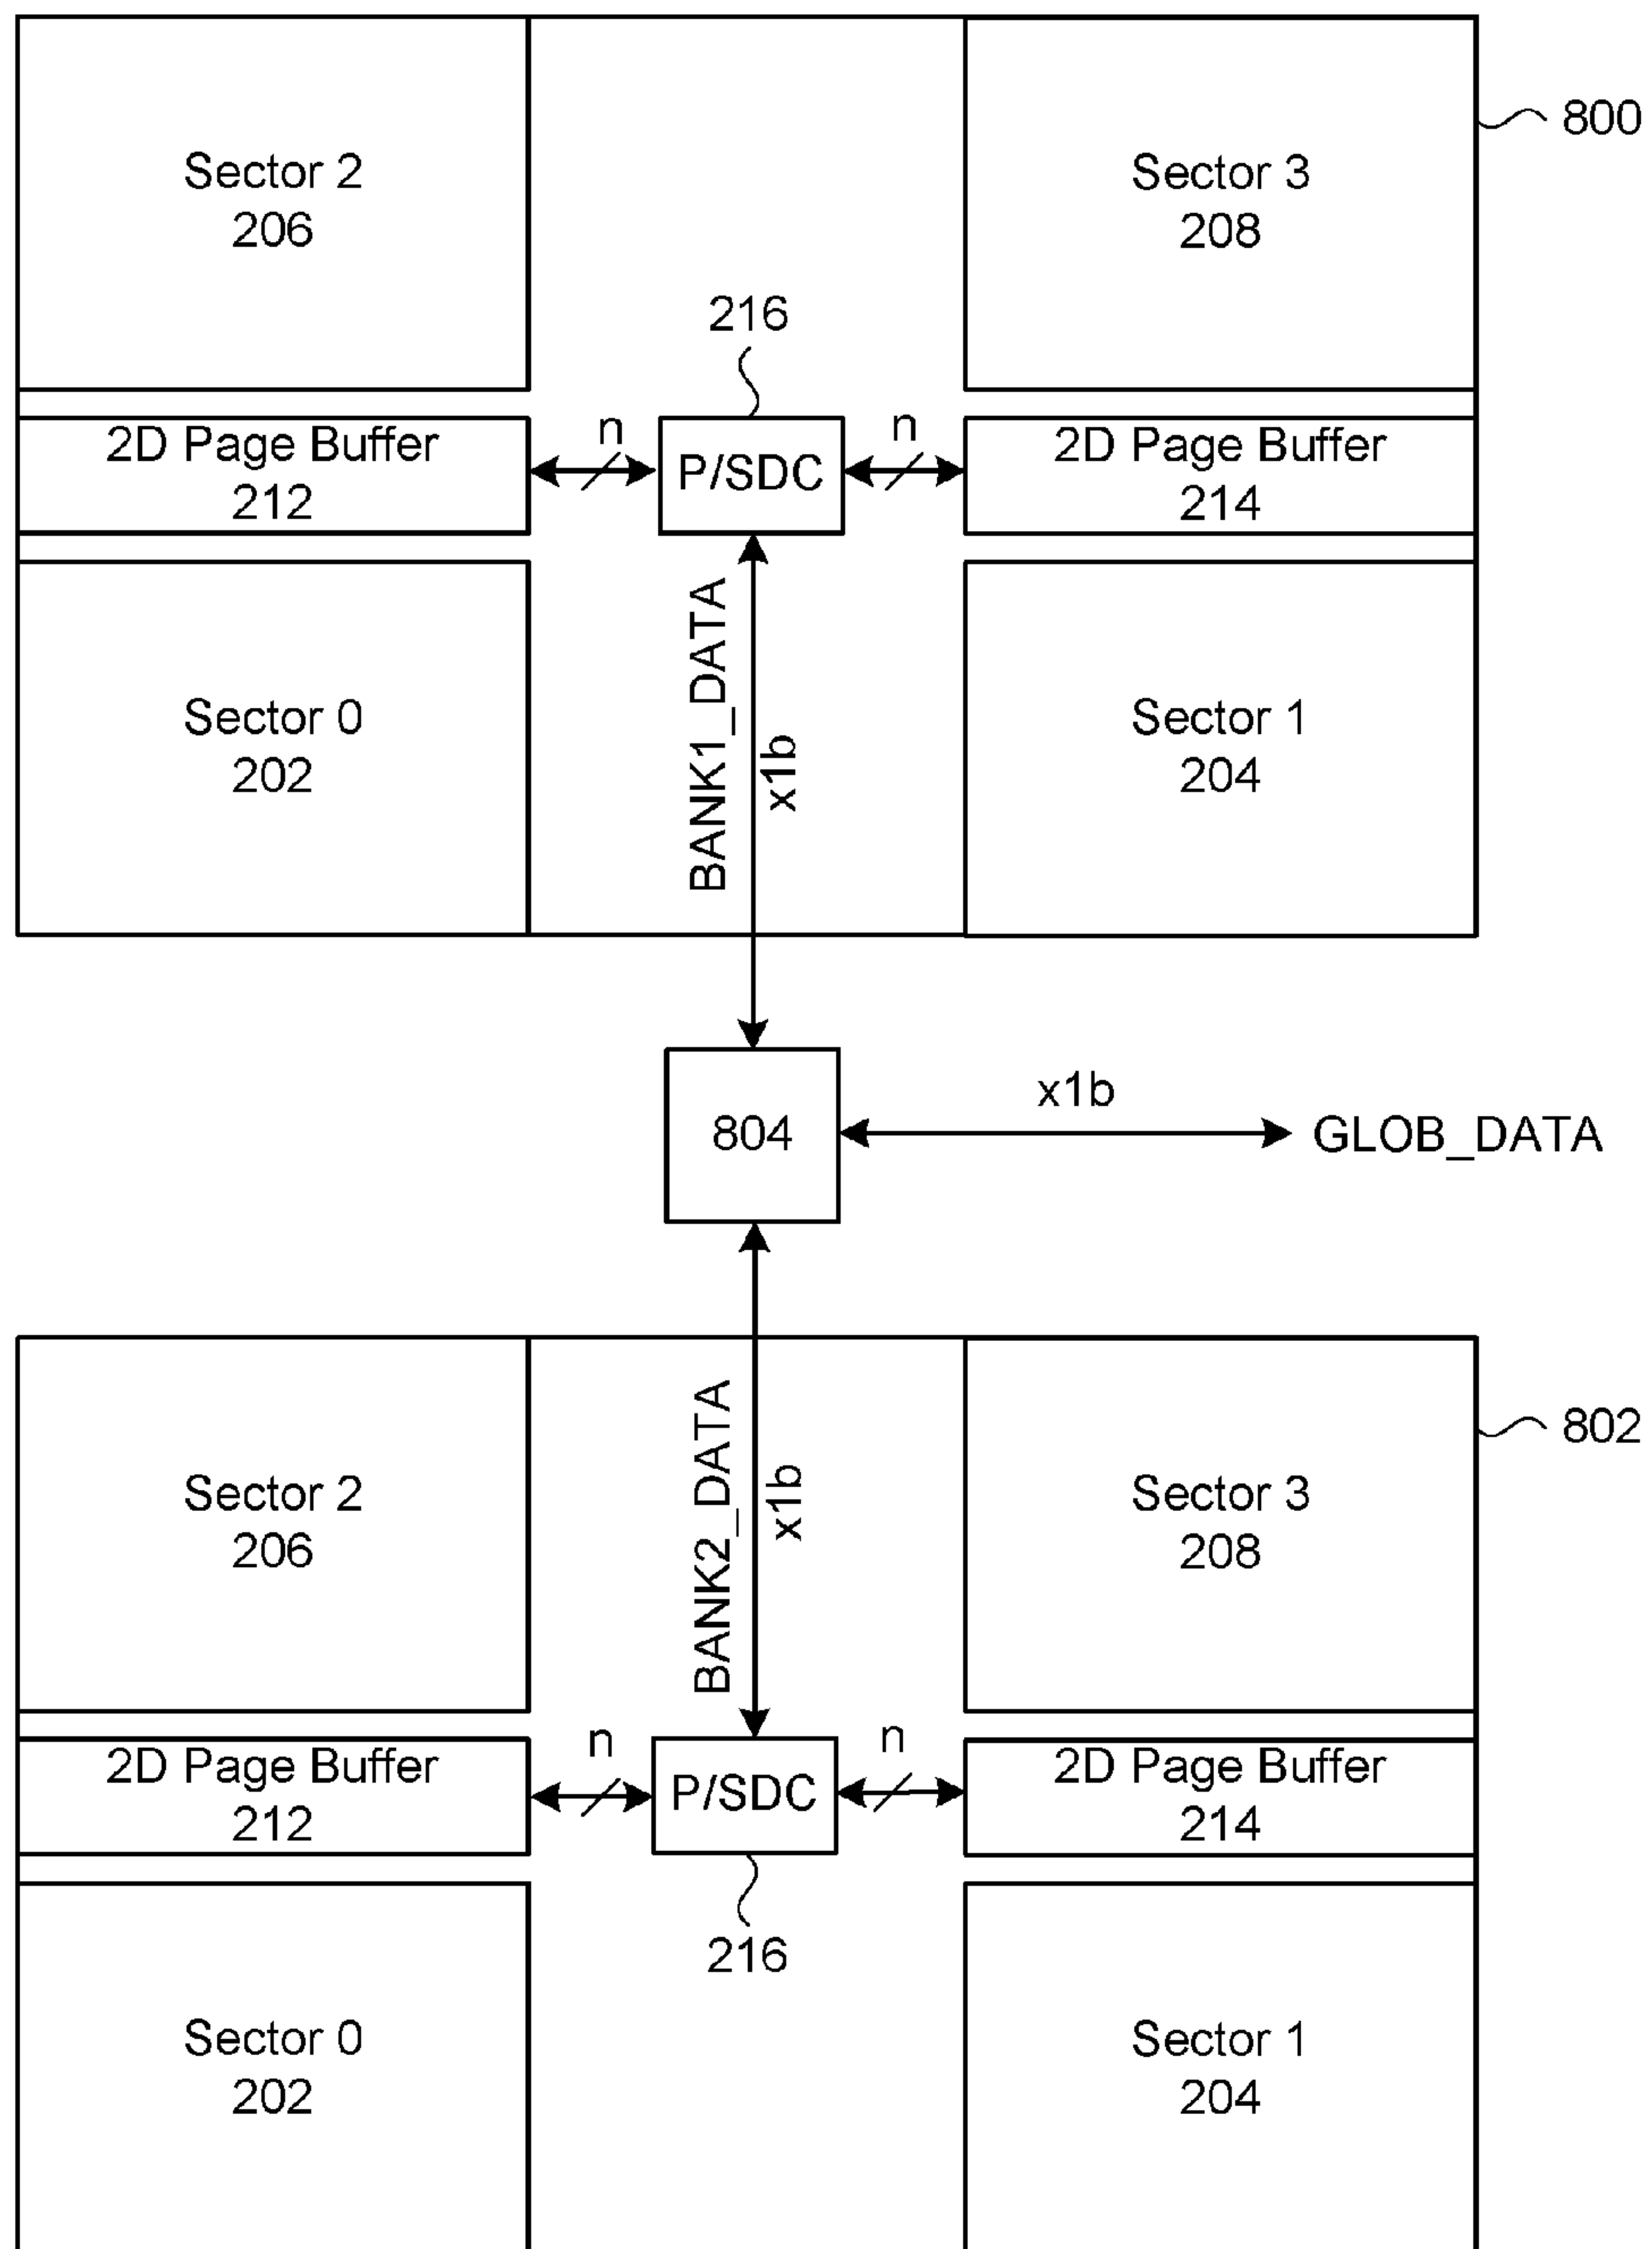 800
Sector 2
206
Sector 3
208
216
2D Page Buffer
212
n
P/SDC
n
2D Page Buffer
214
BANK1_DATA
x1b
Sector 0
202
Sector 1
204
804
x1b
GLOB_DATA
802
Sector 2
206
Sector 3
208
BANK2_DATA
x1b
2D Page Buffer
212
n
P/SDC
n
2D Page Buffer
214
216
Sector 0
202
Sector 1
204